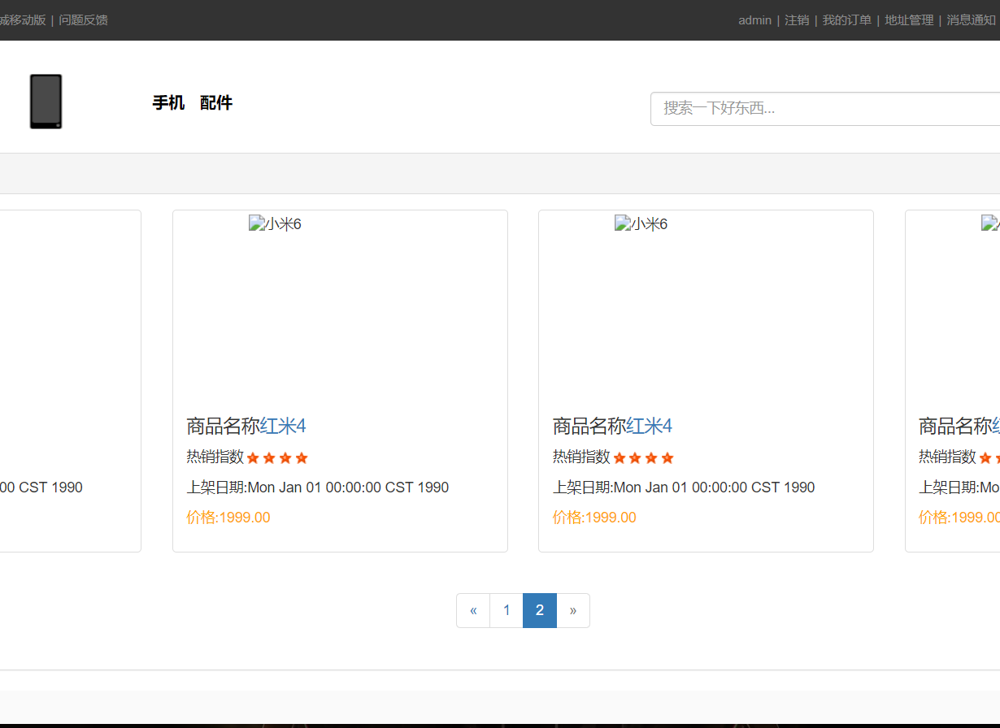 城移动版 | 问题反馈
admin | 注销 | 我的订单 | 地址管理 | 消息通知
手机 配件
搜索一下好东西...
小米6
小米6
商品名称红米4
商品名称红米4
商品名称
热销指数
热销指数
热销指数
00 CST 1990
上架日期:Mon Jan 01 00:00:00 CST 1990
上架日期:Mon Jan 01 00:00:00 CST 1990
上架日期:Mo
价格:1999.00
价格:1999.00
价格:1999.00
« 1 2 »